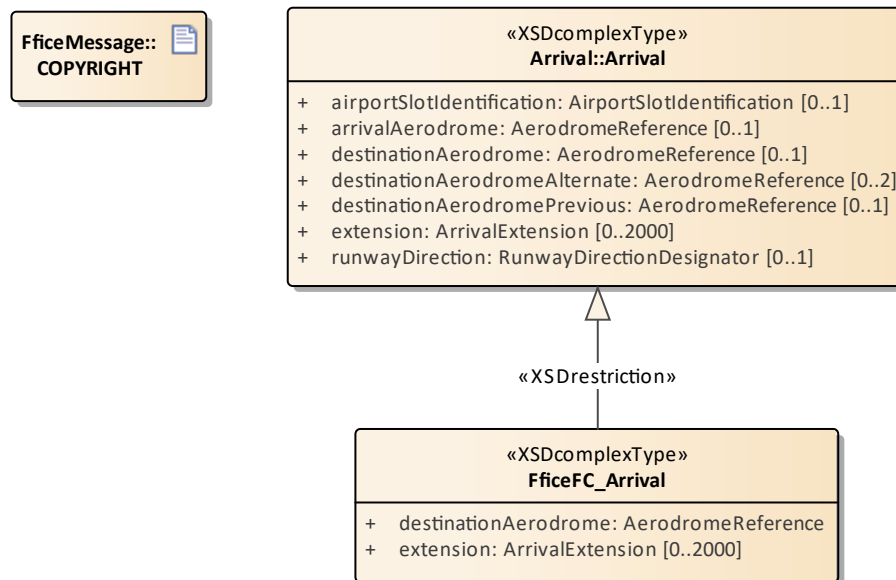 FficeMessage::
COPYRIGHT
«XSDcomplexType»
Arrival::Arrival
+ airportSlotIdentification: AirportSlotIdentification [0..1]
+ arrivalAerodrome: AerodromeReference [0..1]
+ destinationAerodrome: AerodromeReference [0..1]
+ destinationAerodromeAlternate: AerodromeReference [0..2]
+ destinationAerodromePrevious: AerodromeReference [0..1]
+ extension: ArrivalExtension [0..2000]
+ runwayDirection: RunwayDirectionDesignator [0..1]
«XSDrestriction»
«XSDcomplexType»
FficeFC_Arrival
+ destinationAerodrome: AerodromeReference
+ extension: ArrivalExtension [0..2000]